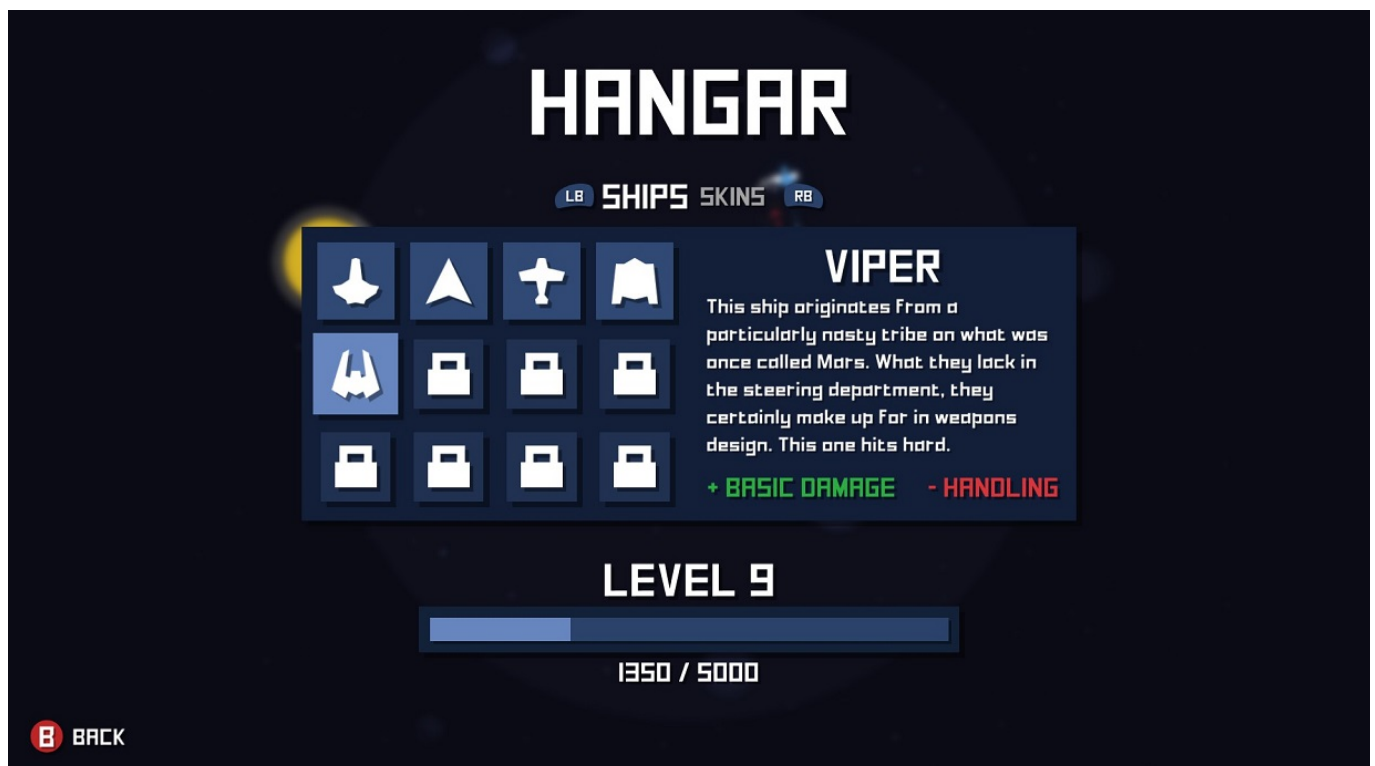 HANGAR
LB SHIPS SKINS RB
VIPER
This ship originates from a
particularly nasty tribe on what was
once called Mars. What they lack in
the steering department, they
certainly make up for in weapons
design. This one hits hard.
+ BASIC DAMAGE - HANDLING
LEVEL 9
1350 / 5000
B BACK